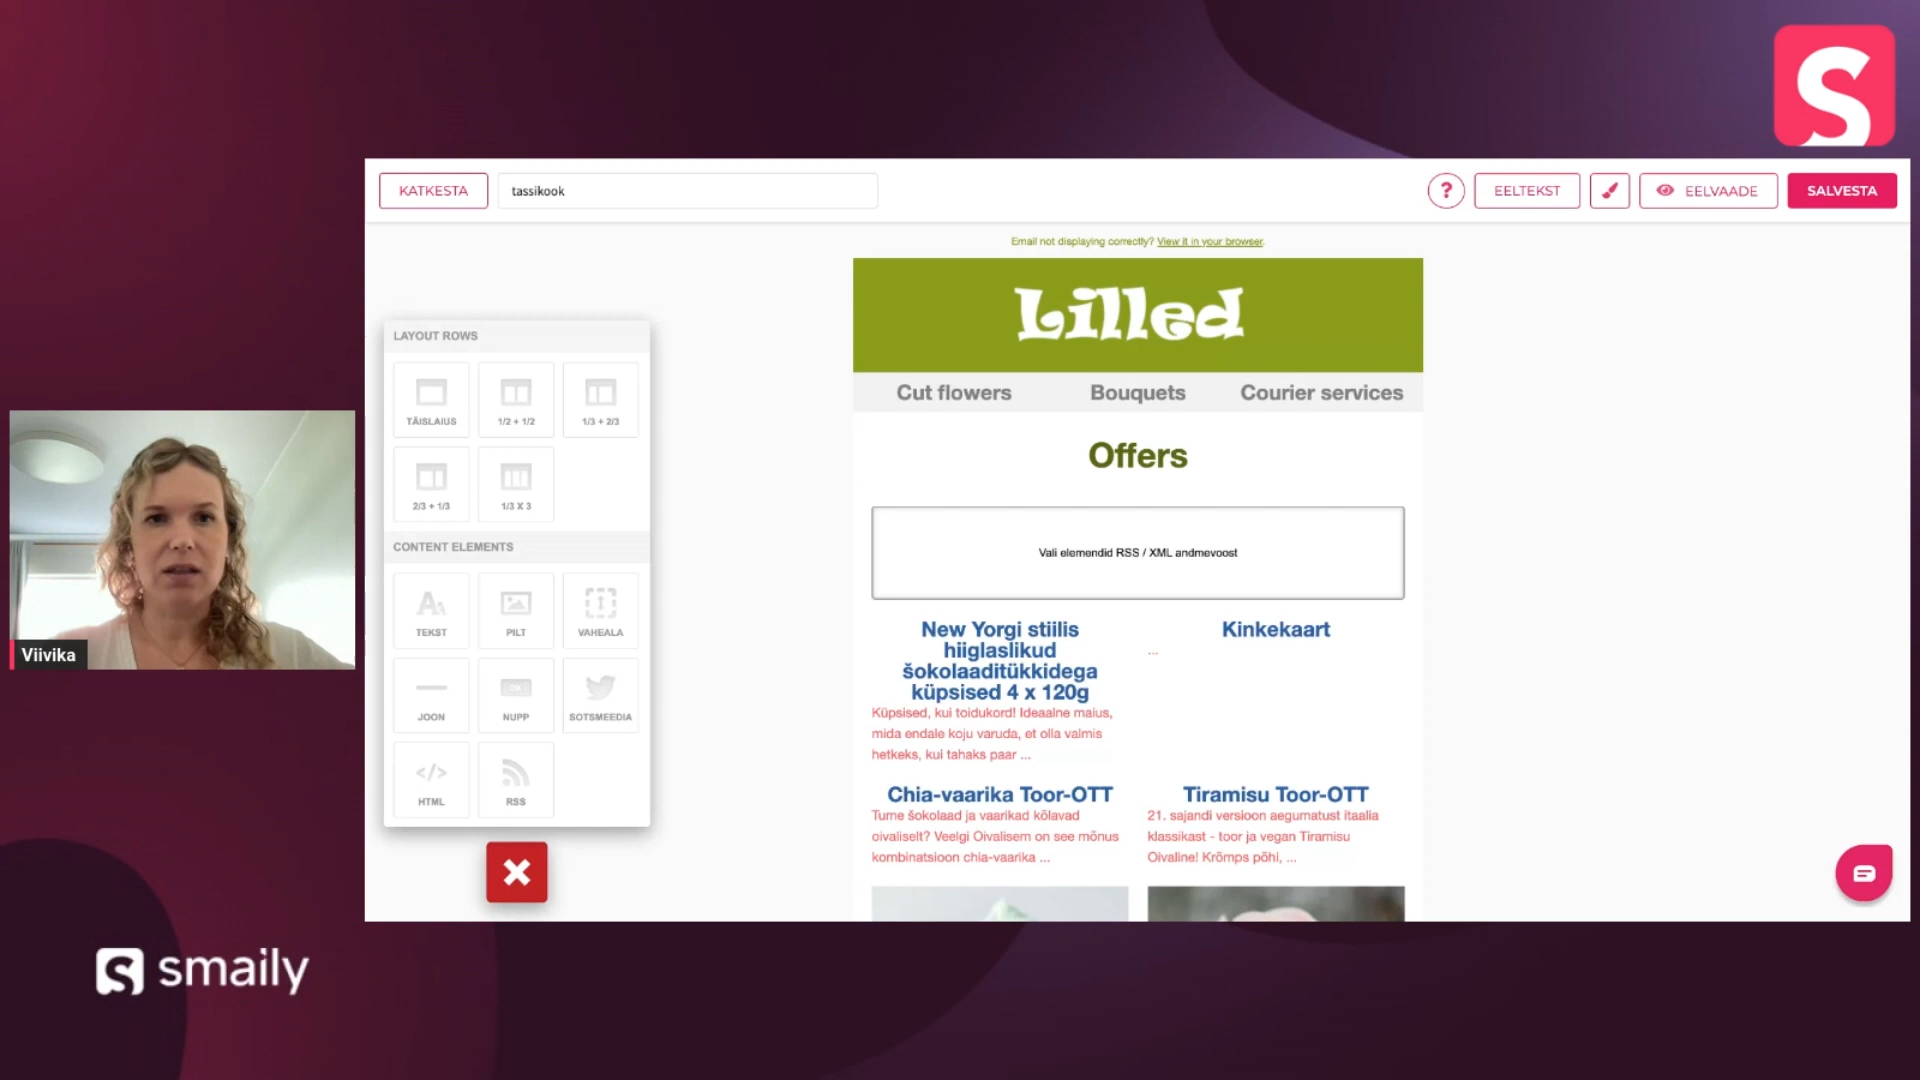 KATKESTA
tassikook
?
EELTEKST
EELVAADE
SALVESTA
Email not displaying correctly? View it in your browser.
Lilled
Cut flowers
Bouquets
Courier services
Offers
Vali elemendid RSS / XML andmevoost
New Yorgi stiilis
hiiglaslikud
šokolaaditükkidega
küpsised 4 x 120g
Küpsised, kui toidukord! Ideaalne maius,
mida endale koju varuda, et olla valmis
hetkeks, kui tahaks paar ...
Kinkekaart
...
Chia-vaarika Toor-OTT
Tume šokolaad ja vaarikad kõlavad
oivaliselt? Veelgi Oivalisem on see mõnus
kombinatsioon chia-vaarika ...
Tiramisu Toor-OTT
21. sajandi versioon aegumatust itaalia
klassikast - toor ja vegan Tiramisu
Oivaline! Krõmps põhi, ...
LAYOUT ROWS
TÄISLAIUS
1/2 + 1/2
1/3 + 2/3
2/3 + 1/3
1/3 X 3
CONTENT ELEMENTS
TEKST
PILT
VAHEALA
JOON
OK
NUPP
SOTSMEEDIA
</>
HTML
RSS
Viivika
S
smaily